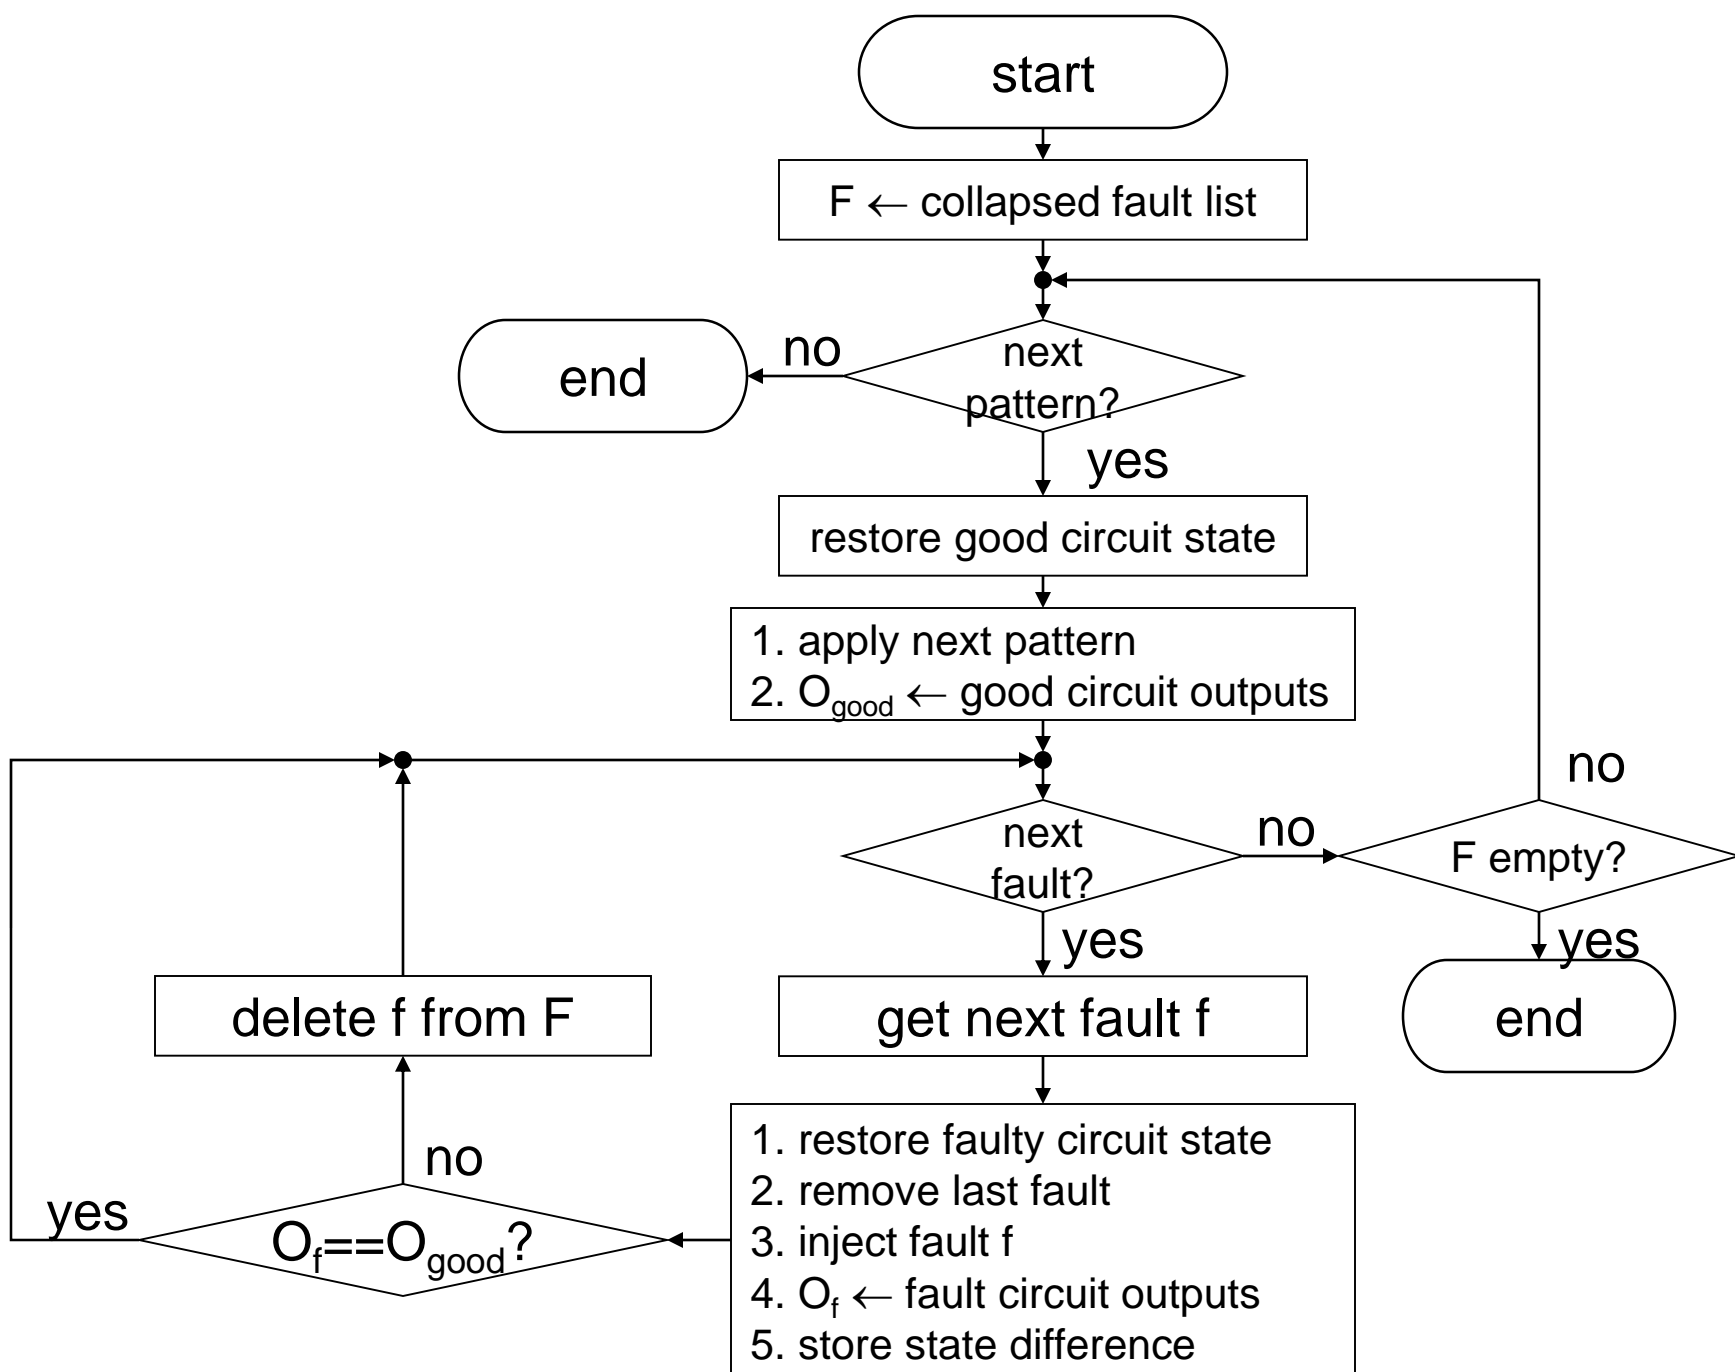 start
F ← collapsed fault list
no
end
next
pattern?
yes
restore good circuit state
1. apply next pattern
2. O_good ← good circuit outputs
no
next
fault?
no
F empty?
yes
yes
delete f from F
get next fault f
end
1. restore faulty circuit state
no
2. remove last fault
yes
O_f==O_good?
3. inject fault f
4. O_f ← fault circuit outputs
5. store state difference